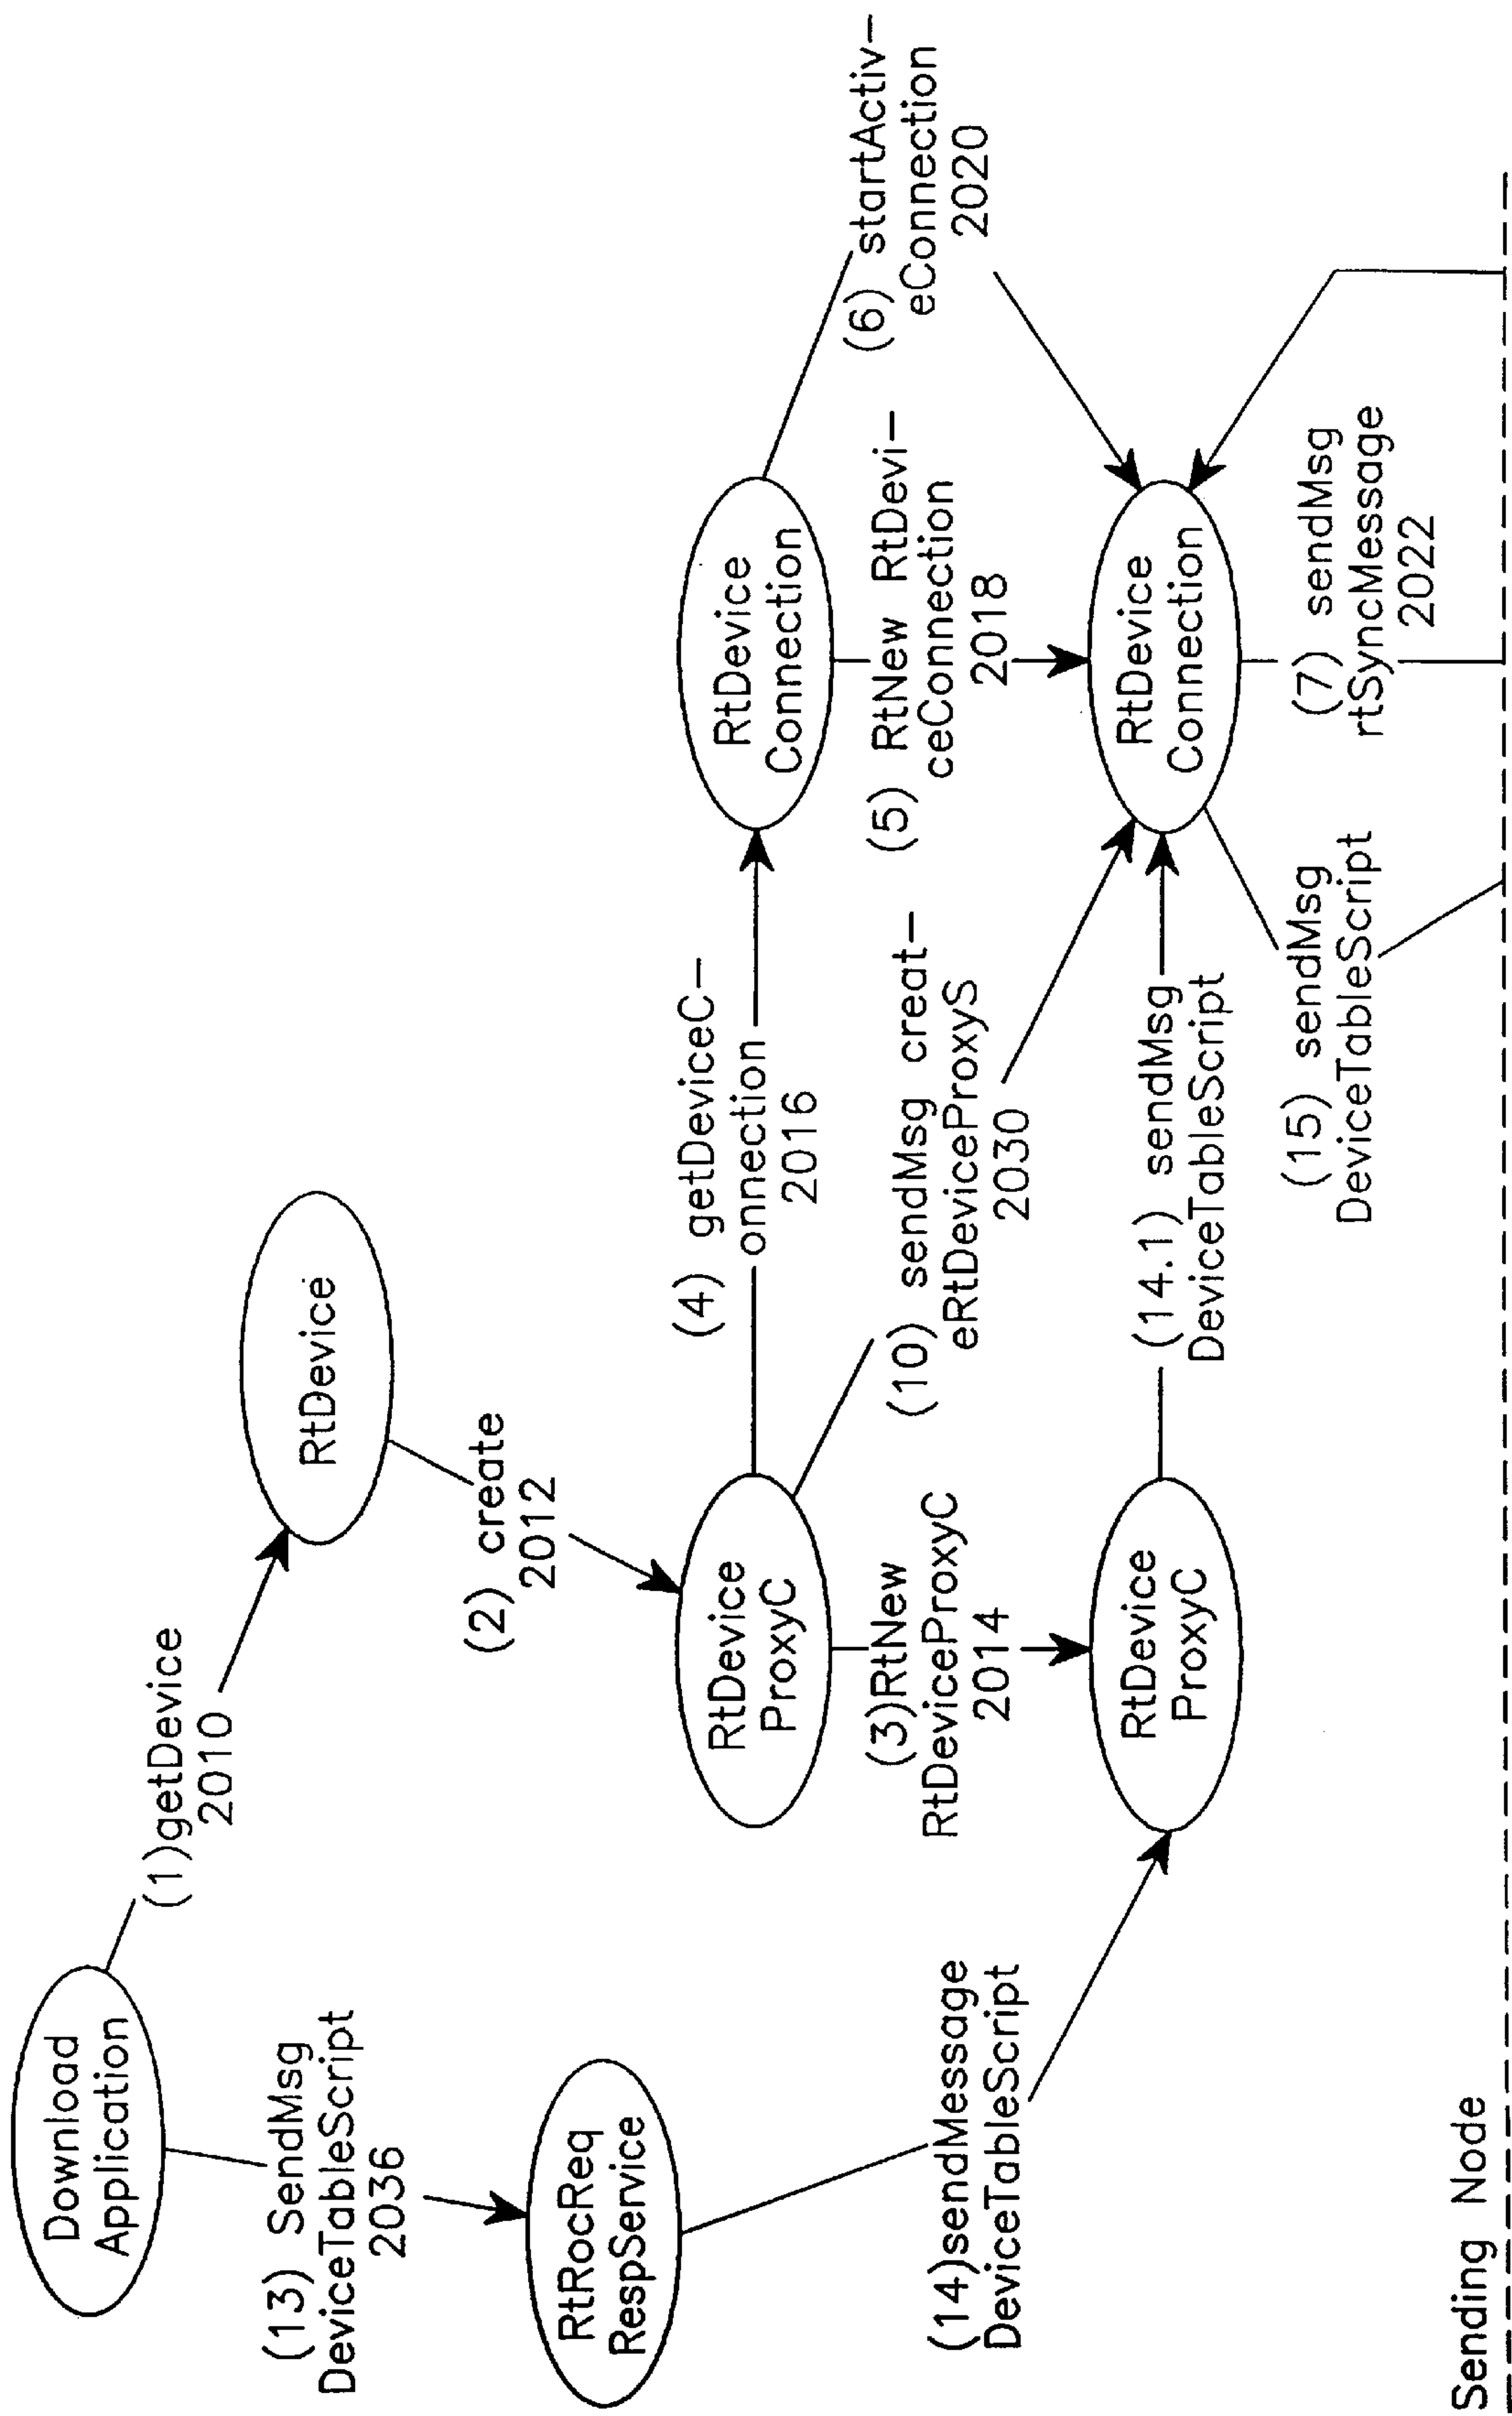 Download
Application
(1)getDevice
2010
RtDevice
(13) SendMsg
DeviceTableScript
2036
(2) create
2012
RtRocReq
RespService
RtDevice
ProxyC
(4) getDeviceC-
onnection
2016
RtDevice
Connection
(6) startActiv-
eConnection
2020
(3)RtNew
RtDeviceProxyC
2014
(10) sendMsg creat-
eRtDeviceProxyS
2030
(5) RtNew RtDevi-
ceConnection
2018
(14)sendMessage
DeviceTableScript
RtDevice
ProxyC
(14.1) sendMsg
DeviceTableScript
RtDevice
Connection
(15) sendMsg
DeviceTableScript
(7) sendMsg
rtSyncMessage
2022
Sending Node